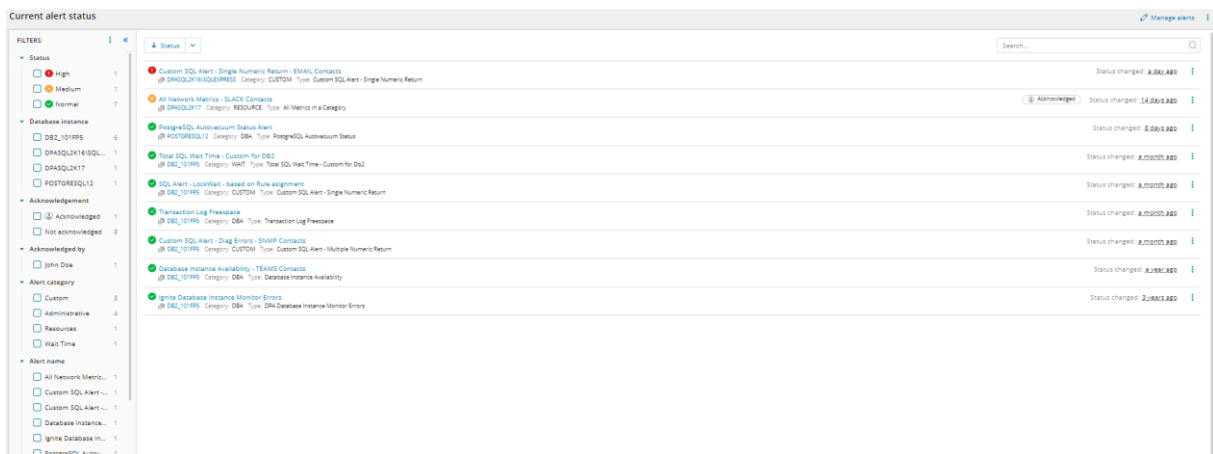 Current alert status
Manage alerts
FILTERS
Status
High 1
Medium 1
Normal 7
Database instance
DB2_101FP5 6
DPASQL2K16\SQL... 1
DPASQL2K17 1
POSTGRESQL12 1
Acknowledgement
Acknowledged 1
Not acknowledged 8
Acknowledged by
John Doe 1
Alert category
Custom 3
Administrative 4
Resources 1
Wait Time 1
Alert name
All Network Metric... 1
Custom SQL Alert -... 1
Custom SQL Alert -... 1
Database Instance... 1
Ignite Database In... 1
PostgreSQL Autov... 1
Status
Search...
Custom SQL Alert - Single Numeric Return - EMAIL Contacts
DPASQL2K16\SQLEXPRESS Category: CUSTOM Type: Custom SQL Alert - Single Numeric Return
Status changed: a day ago
All Network Metrics - SLACK Contacts
DPASQL2K17 Category: RESOURCE Type: All Metrics in a Category
Acknowledged Status changed: 14 days ago
PostgreSQL Autovacuum Status Alert
POSTGRESQL12 Category: DBA Type: PostgreSQL Autovacuum Status
Status changed: 8 days ago
Total SQL Wait Time - Custom for DB2
DB2_101FP5 Category: WAIT Type: Total SQL Wait Time - Custom for Db2
Status changed: a month ago
SQL Alert - LockWait - based on Rule asignment
DB2_101FP5 Category: CUSTOM Type: Custom SQL Alert - Single Numeric Return
Status changed: a month ago
Transaction Log Freespace
DB2_101FP5 Category: DBA Type: Transaction Log Freespace
Status changed: a month ago
Custom SQL Alert - Diag Errors - SNMP Contacts
DB2_101FP5 Category: CUSTOM Type: Custom SQL Alert - Multiple Numeric Return
Status changed: a month ago
Database Instance Availability - TEAMS Contacts
DB2_101FP5 Category: DBA Type: Database Instance Availability
Status changed: a year ago
Ignite Database Instance Monitor Errors
DB2_101FP5 Category: DBA Type: DPA Database Instance Monitor Errors
Status changed: 3 years ago